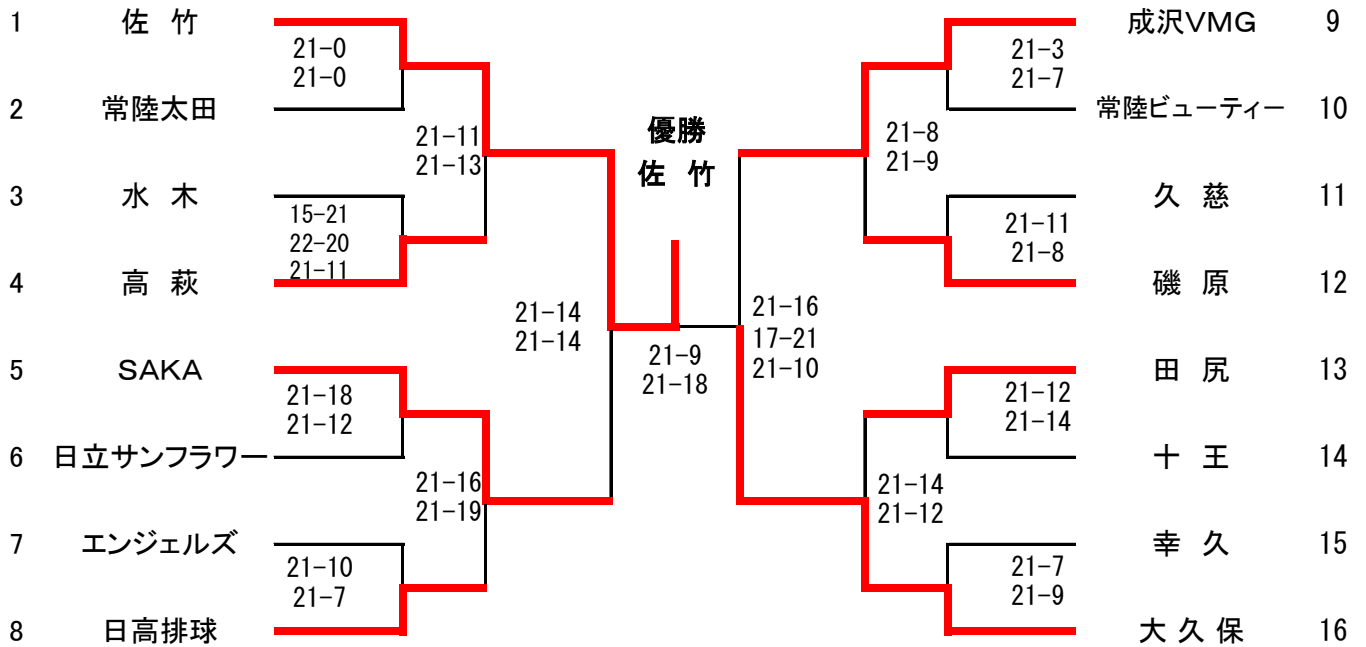 1 佐 竹
21-0
21-0
2 常陸太田
21-11
21-13
3 水 木
15-21
22-20
21-11
4 高 萩
21-14
21-14
5 SAKA
21-18
21-12
6 日立サンフラワー
21-16
21-19
7 エンジェルズ
21-10
21-7
8 日高排球
優勝
佐 竹
21-9
21-18
成沢VMG 9
21-3
21-7
常陸ビューティー 10
21-8
21-9
久 慈 11
21-11
21-8
磯 原 12
21-16
17-21
21-10
田 尻 13
21-12
21-14
十 王 14
21-14
21-12
幸 久 15
21-7
21-9
大 久 保 16